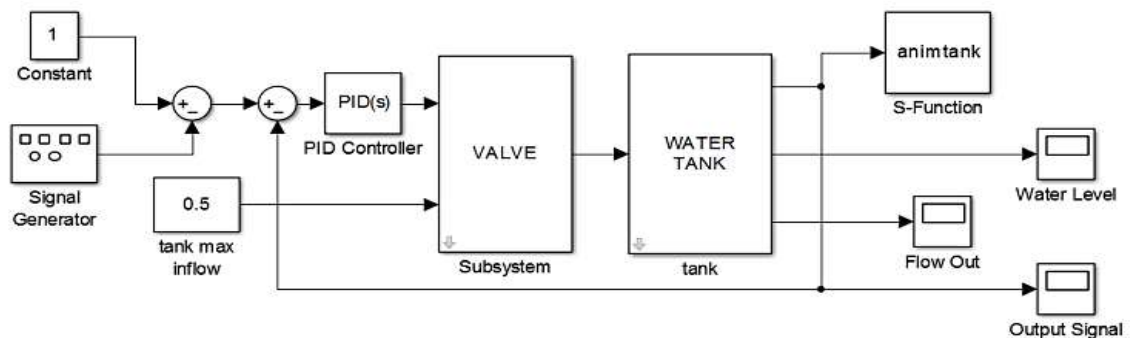 1
Constant
+
-
+
-
PID(s)
PID Controller
Signal
Generator
0.5
tank max
inflow
VALVE
Subsystem
WATER
TANK
tank
animtank
S-Function
Water Level
Flow Out
Output Signal